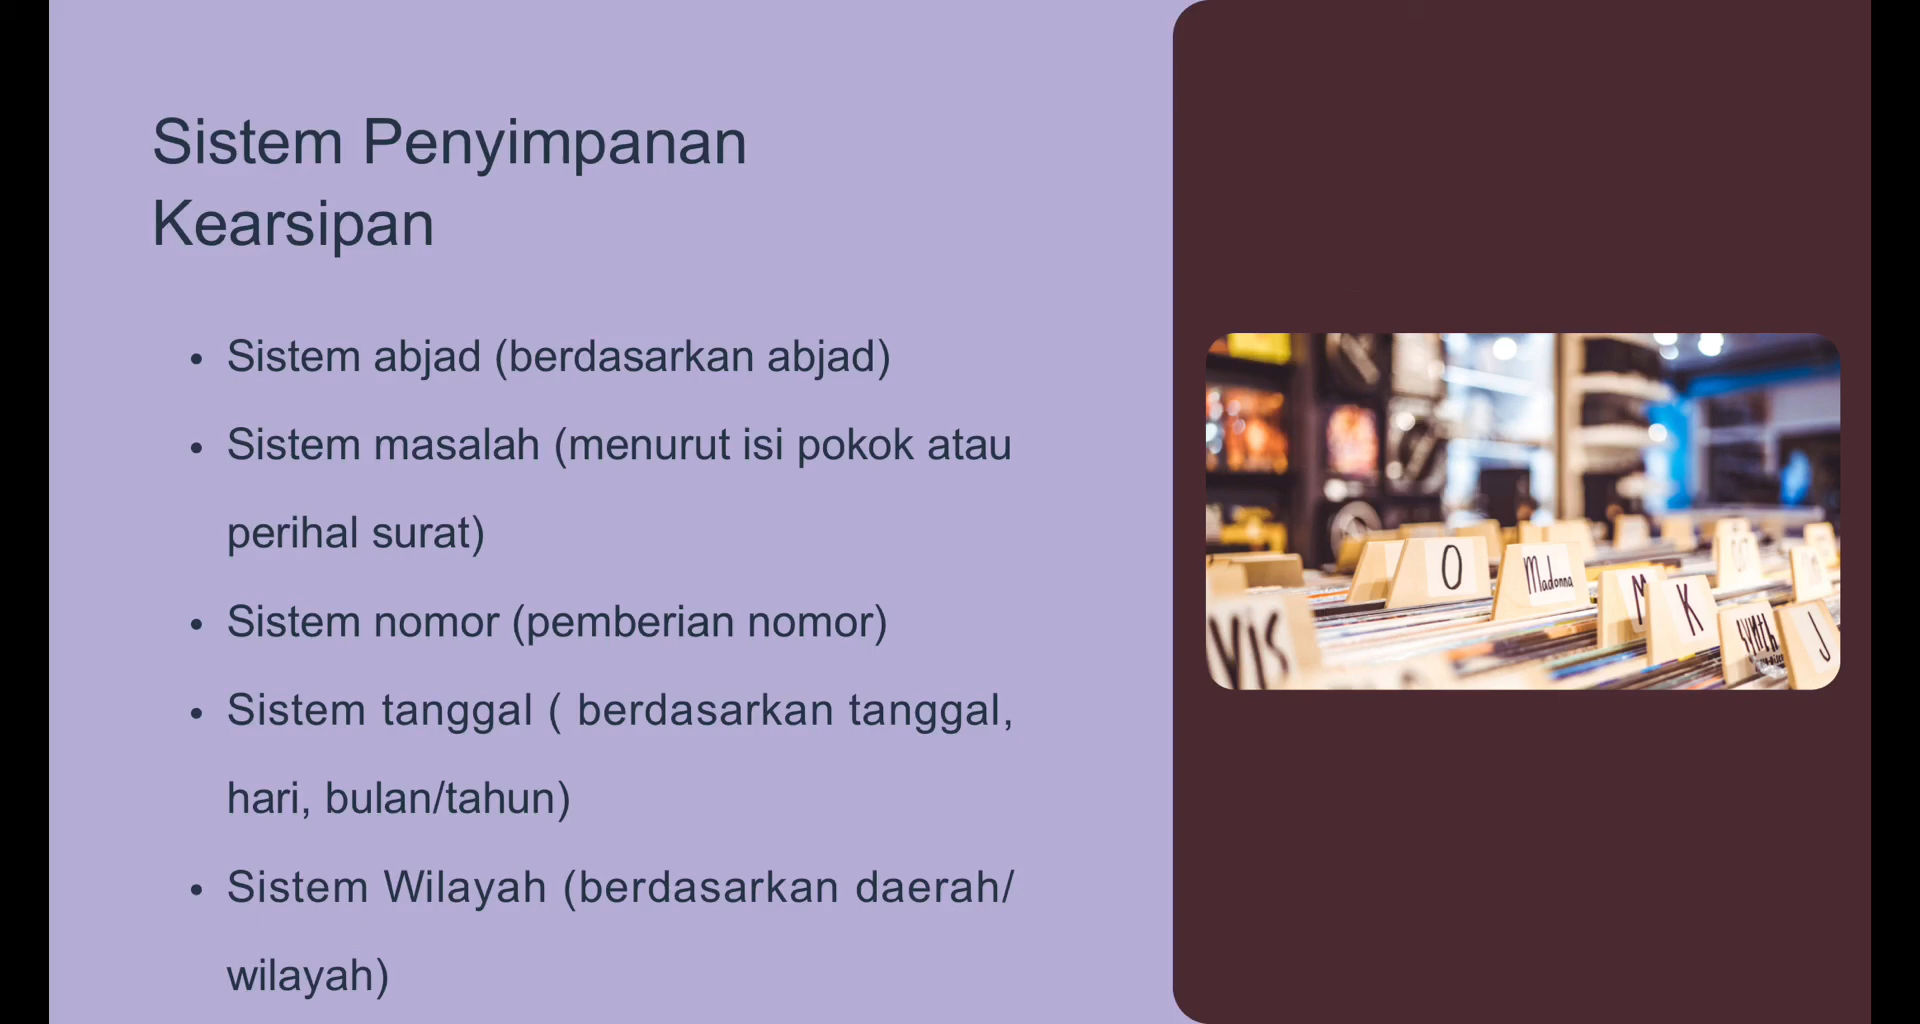 Sistem Penyimpanan
Kearsipan
• Sistem abjad (berdasarkan abjad)
• Sistem masalah (menurut isi pokok atau
perihal surat)
• Sistem nomor (pemberian nomor)
• Sistem tanggal ( berdasarkan tanggal,
hari, bulan/tahun)
• Sistem Wilayah (berdasarkan daerah/
wilayah)
O
Madonna
M
K
J